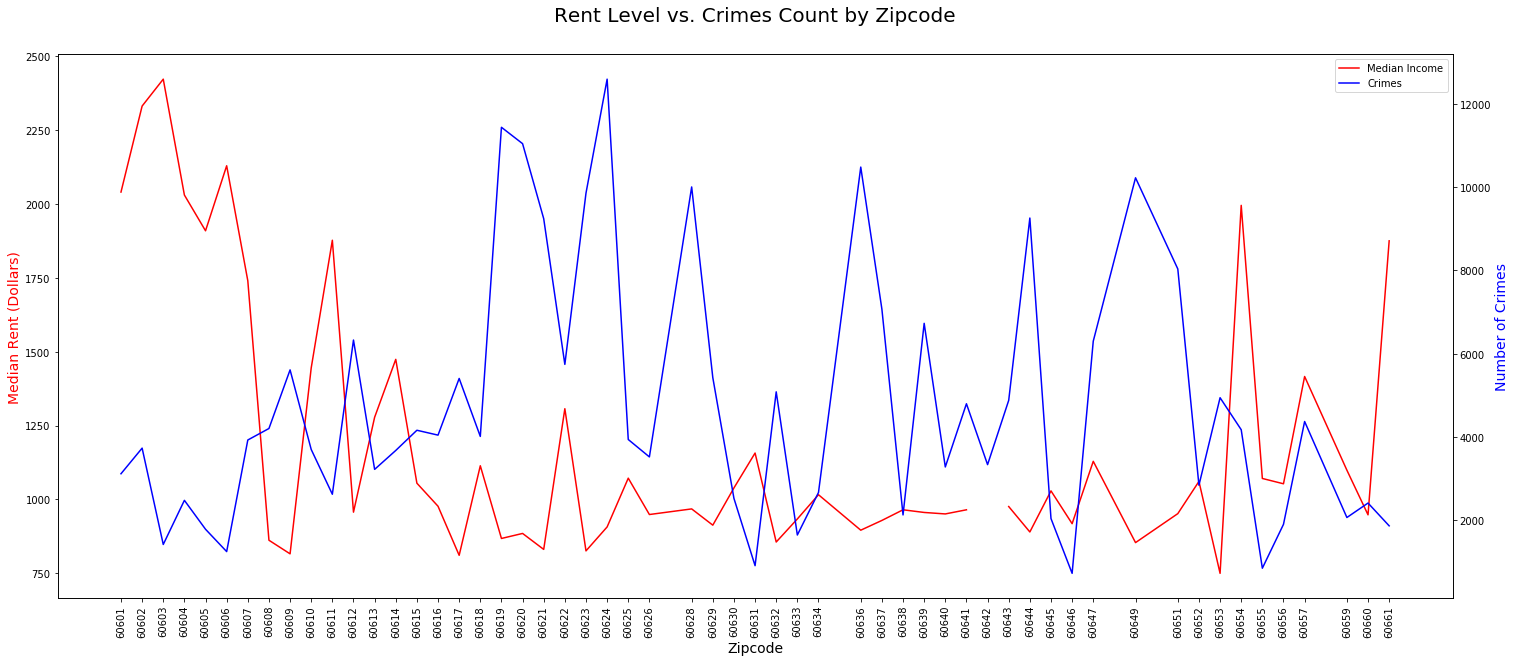 Rent Level vs. Crimes Count by Zipcode
Median Income
Crimes
2500
2250
2000
1750
1500
1250
1000
750
Median Rent (Dollars)
12000
10000
8000
6000
4000
2000
Number of Crimes
60601 60602 60603 60604 60605 60606 60607 60608 60609 60610 60611 60612 60613 60614 60615 60616 60617 60618 60619 60620 60621 60622 60623 60624 60625 60626 60628 60629 60630 60631 60632 60633 60634 60636 60637 60638 60639 60640 60641 60642 60643 60644 60645 60646 60647 60649 60651 60652 60653 60654 60655 60656 60657 60659 60660 60661
Zipcode